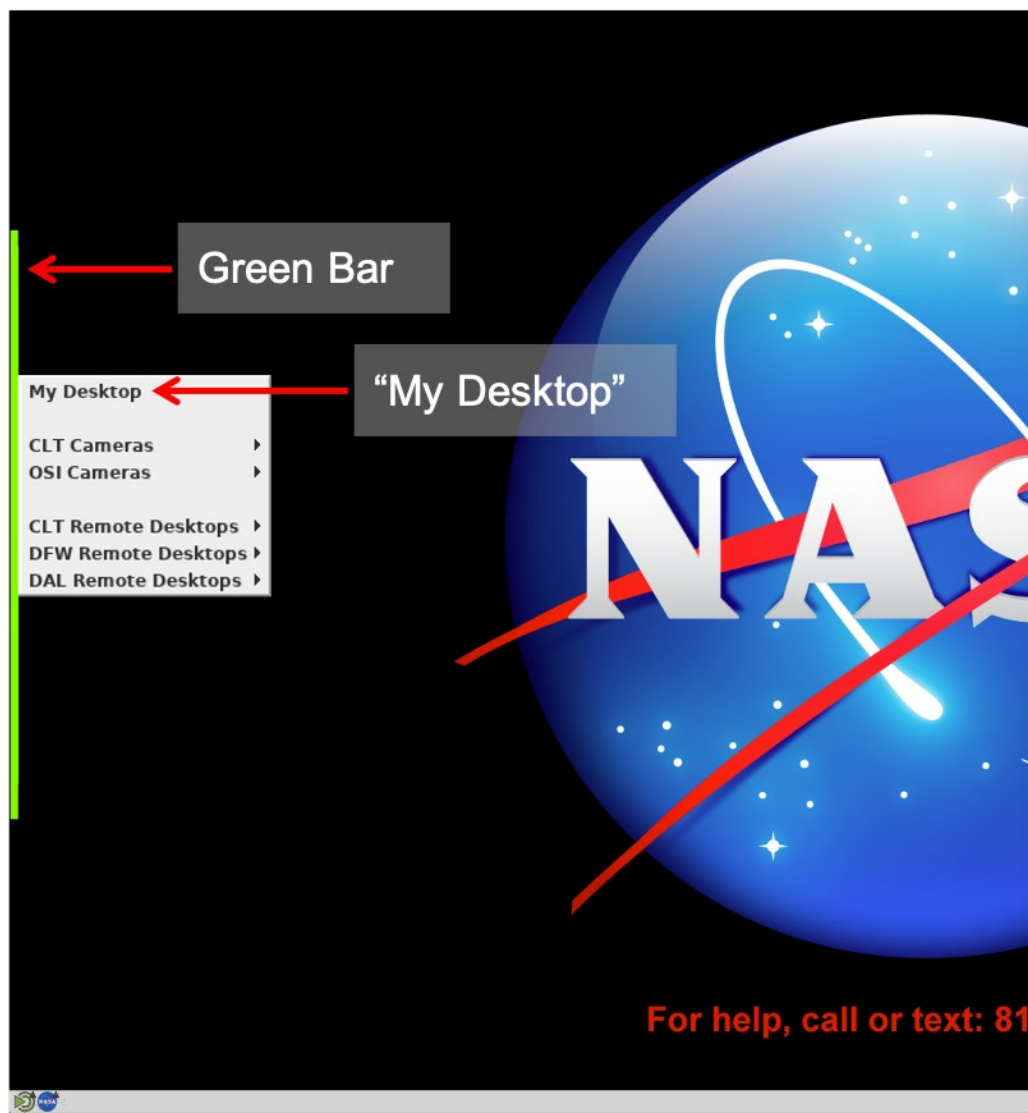 Green Bar
“My Desktop”
My Desktop
CLT Cameras
OSI Cameras
CLT Remote Desktops
DFW Remote Desktops
DAL Remote Desktops
NAS
For help, call or text: 81
NASA